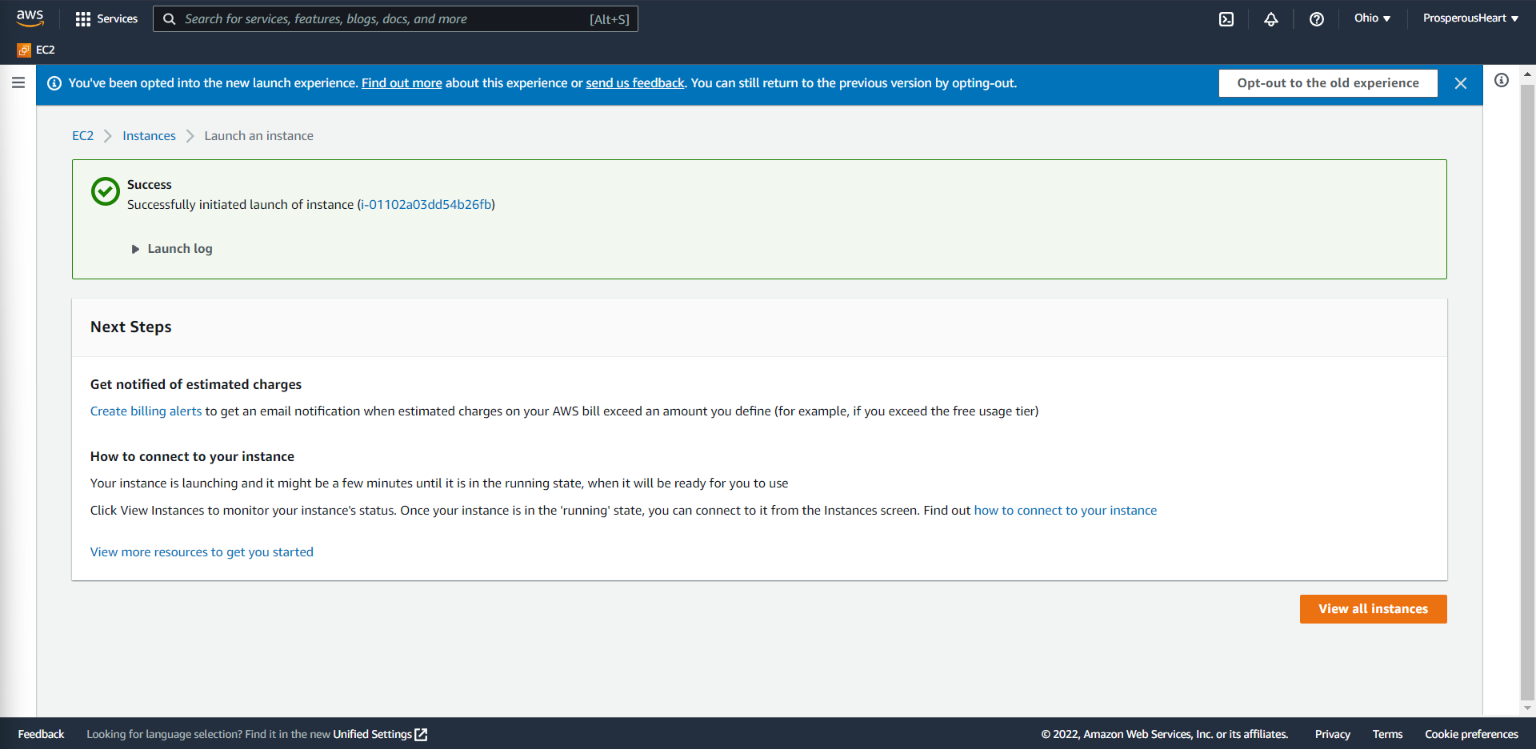 aws
Services
Search for services, features, blogs, docs, and more
[Alt+S]
Ohio
ProsperousHeart
EC2
You've been opted into the new launch experience. Find out more about this experience or send us feedback. You can still return to the previous version by opting-out.
Opt-out to the old experience
EC2
Instances
Launch an instance
Success
Successfully initiated launch of instance (i-01102a03dd54b26fb)
Launch log
Next Steps
Get notified of estimated charges
Create billing alerts to get an email notification when estimated charges on your AWS bill exceed an amount you define (for example, if you exceed the free usage tier)
How to connect to your instance
Your instance is launching and it might be a few minutes until it is in the running state, when it will be ready for you to use
Click View Instances to monitor your instance's status. Once your instance is in the 'running' state, you can connect to it from the Instances screen. Find out how to connect to your instance
View more resources to get you started
View all instances
Feedback
Looking for language selection? Find it in the new Unified Settings
© 2022, Amazon Web Services, Inc. or its affiliates.
Privacy
Terms
Cookie preferences